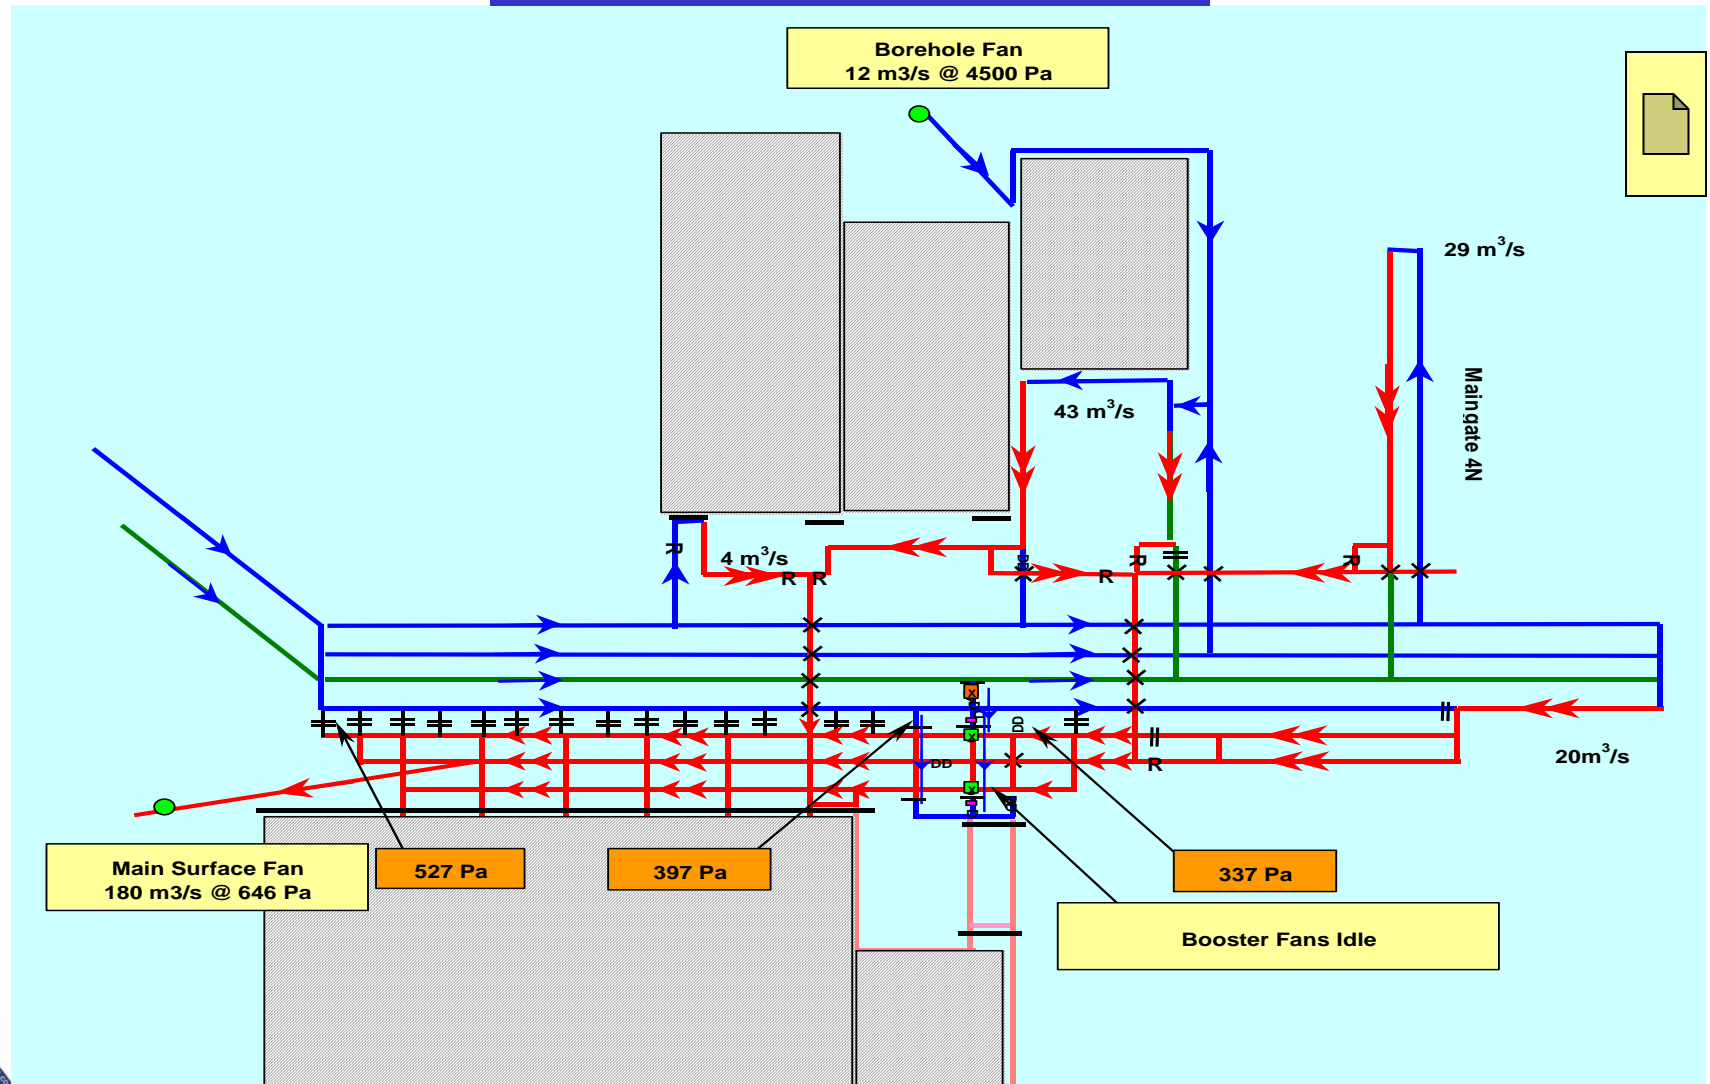 Borehole Fan
12 m3/s @ 4500 Pa
29 m³/s
Maingate 4N
43 m³/s
R
4 m³/s
R R
DD
R
R
R
DD
DD
R
20m³/s
Main Surface Fan
180 m3/s @ 646 Pa
527 Pa
397 Pa
337 Pa
Booster Fans Idle